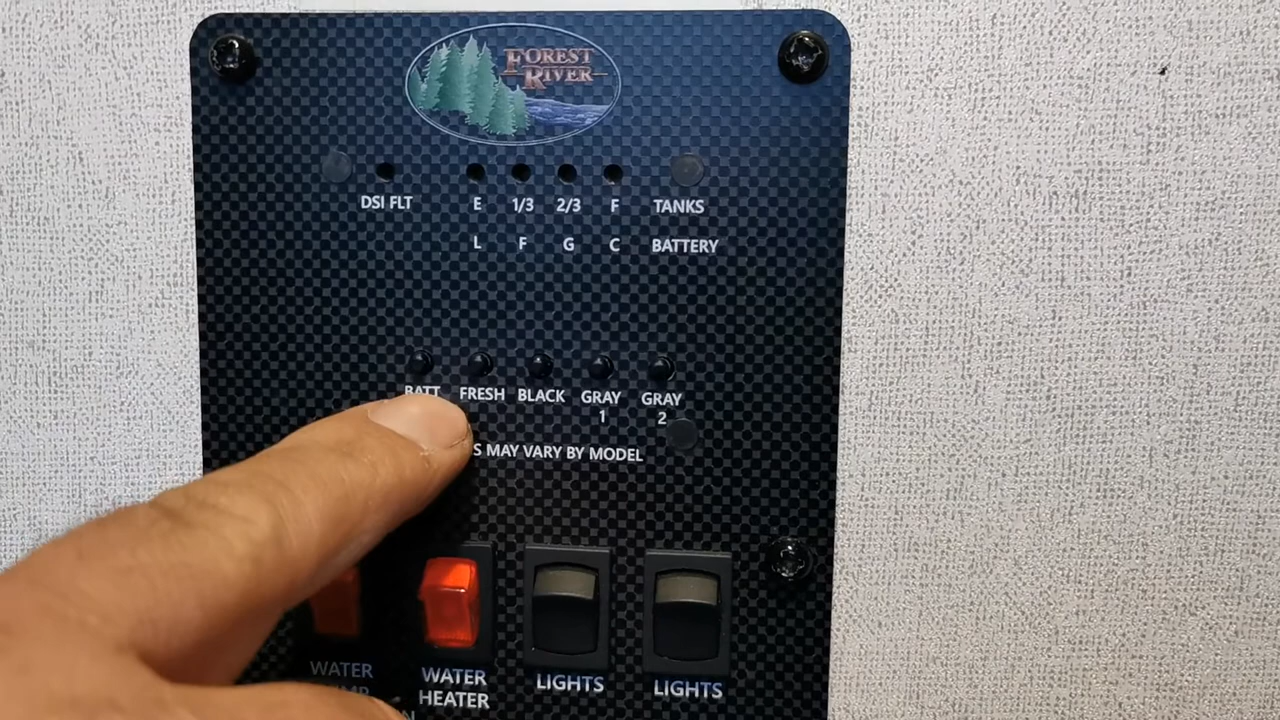 FOREST
RIVER
DSI FLT E 1/3 2/3 F TANKS
L F G C BATTERY
BATT FRESH BLACK GRAY 1 GRAY 2
MAY VARY BY MODEL
WATER
WATER HEATER
LIGHTS
LIGHTS